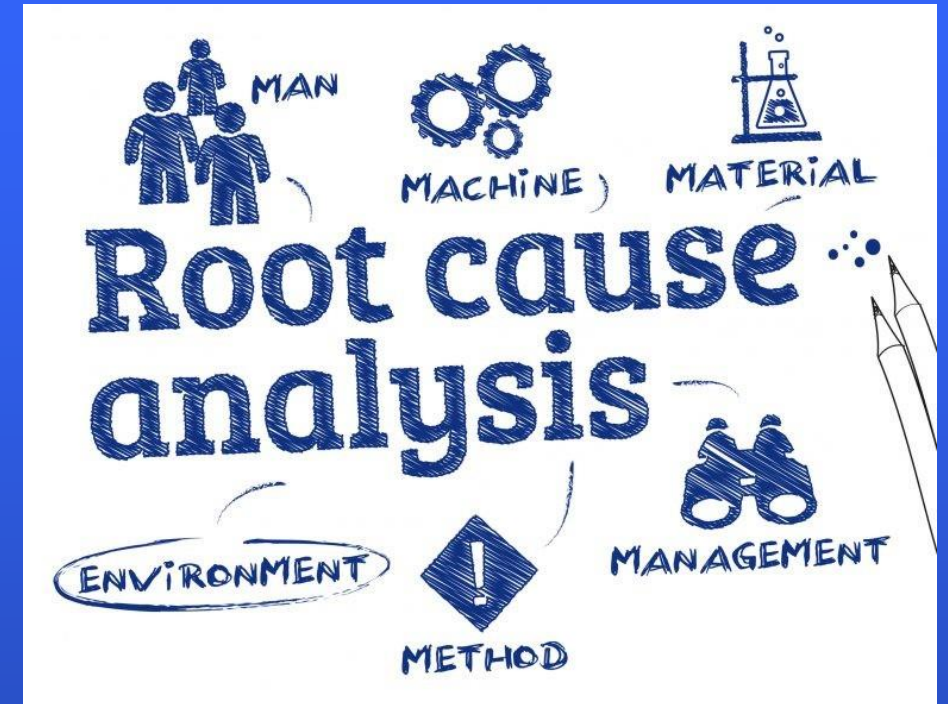 MAN
MACHiNE
MATERiAL
Root cause
analysis
ENViRONMENT
MANAGEMENT
METHOD